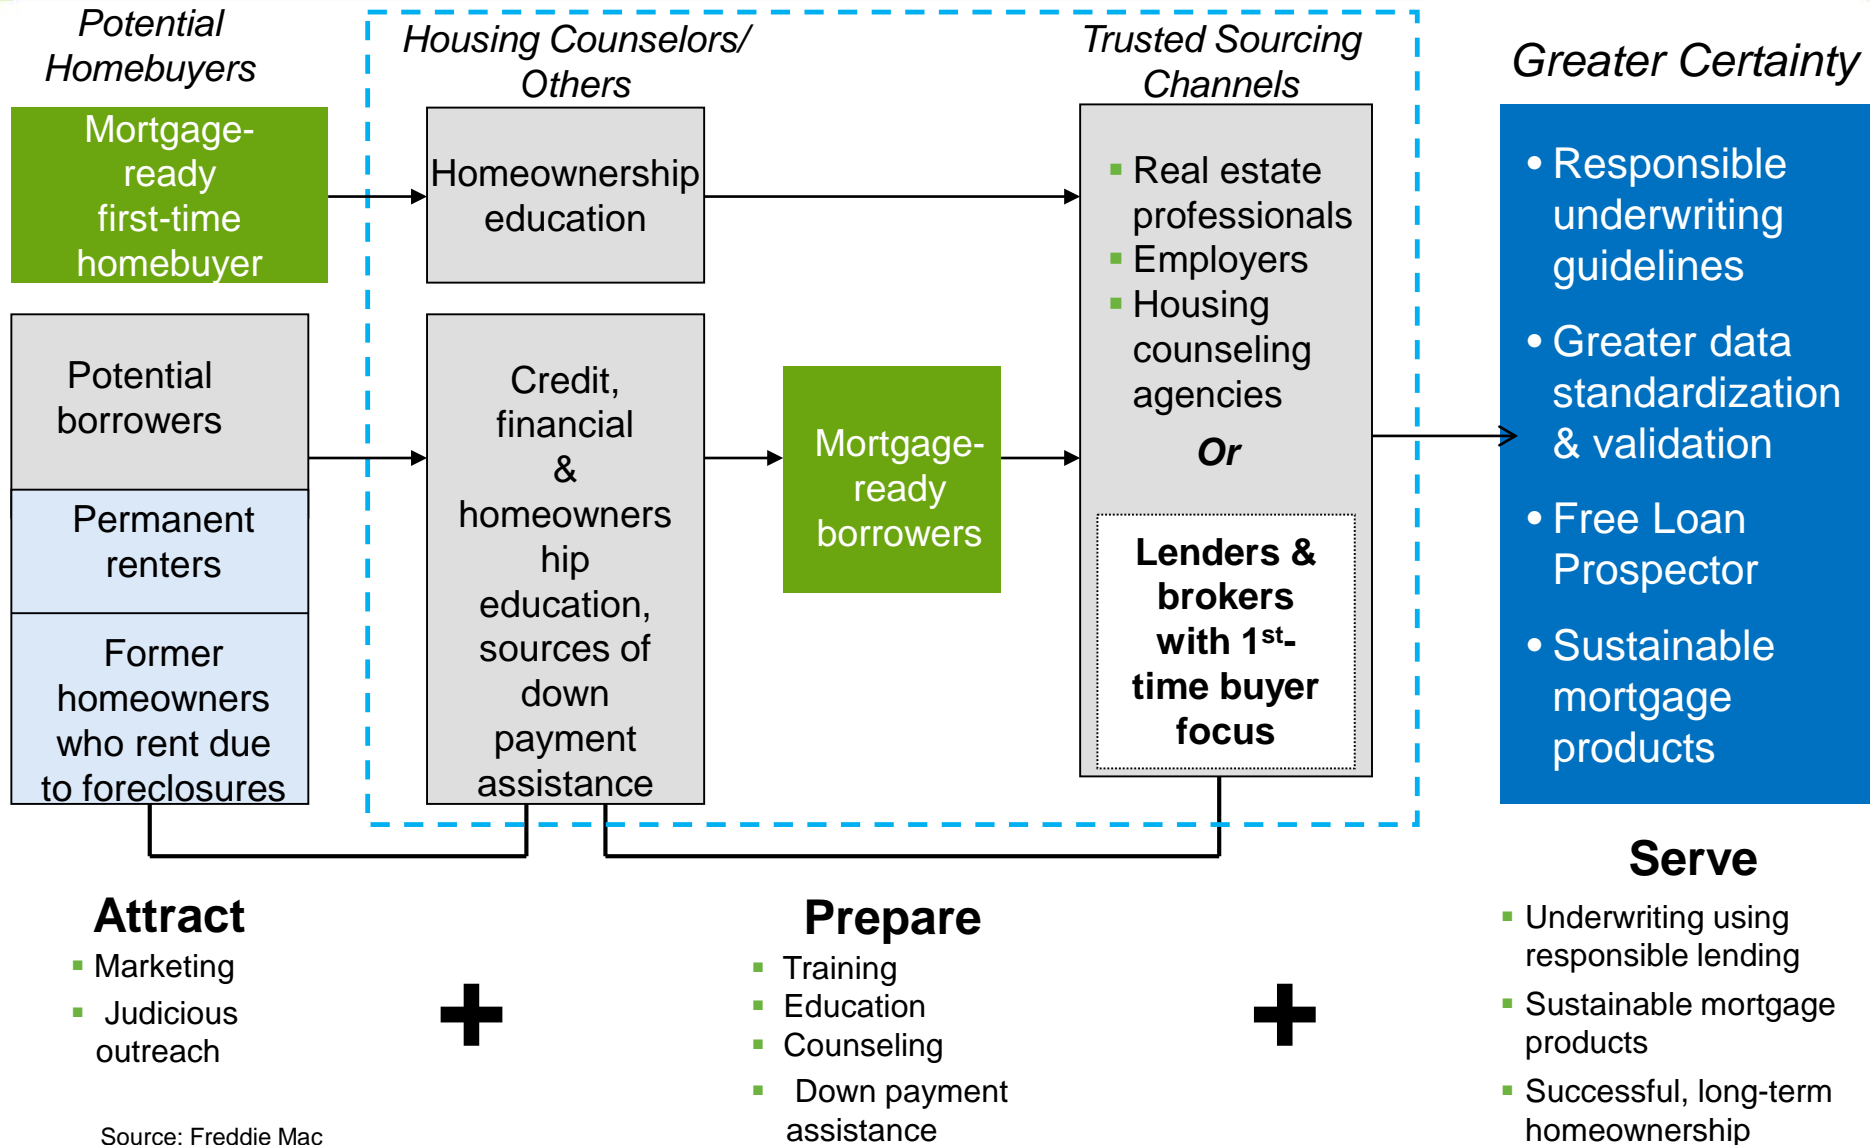 Potential
Homebuyers
Housing Counselors/
Others
Trusted Sourcing
Channels
Greater Certainty
Mortgage-
ready
first-time
homebuyer
Homeownership
education
Potential
borrowers
Permanent
renters
Former
homeowners
who rent due
to foreclosures
Credit,
financial
&
homeowners
hip
education,
sources of
down
payment
assistance
Mortgage-
ready
borrowers
▪ Real estate
professionals
▪ Employers
▪ Housing
counseling
agencies
Or
Lenders &
brokers
with 1st-
time buyer
focus
• Responsible
underwriting
guidelines
• Greater data
standardization
& validation
• Free Loan
Prospector
• Sustainable
mortgage
products
Attract
▪ Marketing
▪ Judicious
outreach
+
Prepare
▪ Training
▪ Education
▪ Counseling
▪ Down payment
assistance
+
Serve
▪ Underwriting using
responsible lending
▪ Sustainable mortgage
products
▪ Successful, long-term
homeownership
Source: Freddie Mac